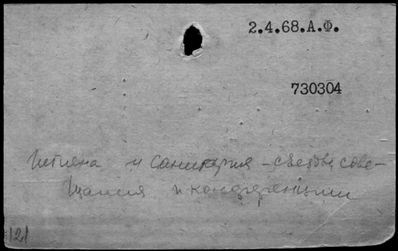 2.4.68.А.Ф.
730304
Гигиена и санитария - съезды, сове-
щания и конференции
121